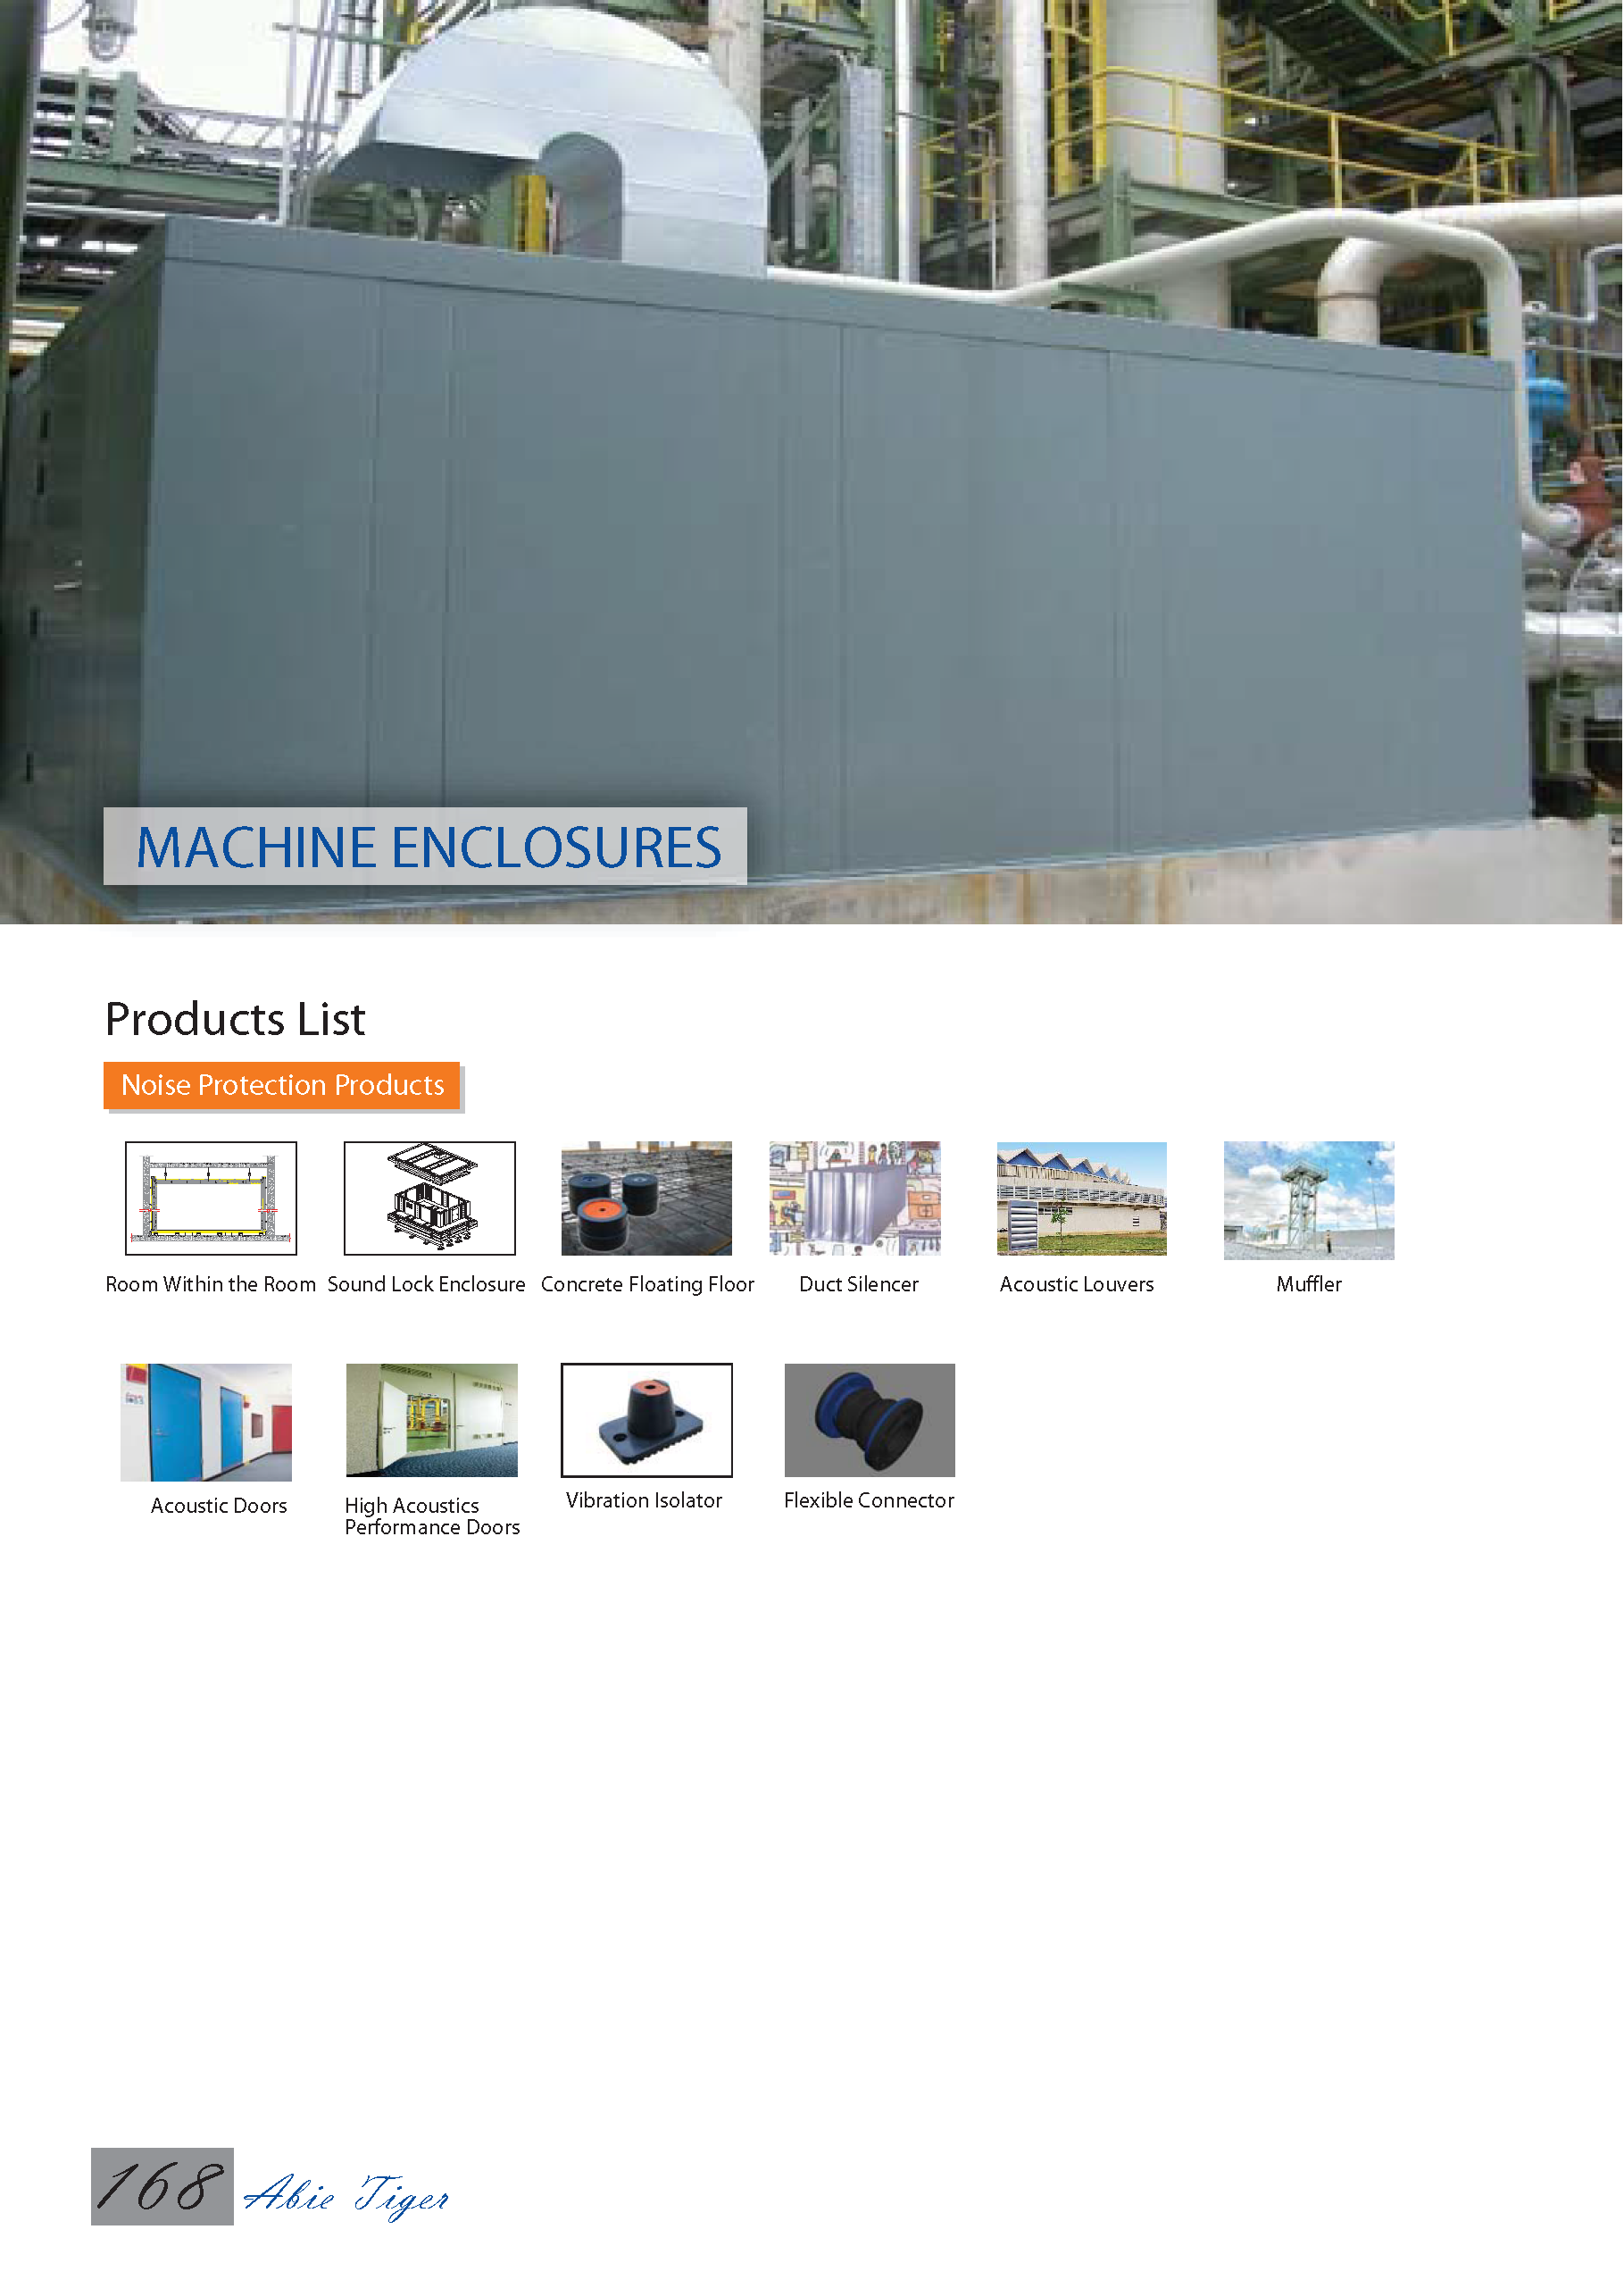 MACHINE ENCLOSURES
Products List
Noise Protection Products
Room Within the Room
Sound Lock Enclosure
Concrete Floating Floor
Duct Silencer
Acoustic Louvers
Muffler
Acoustic Doors
High Acoustics
Performance Doors
Vibration Isolator
Flexible Connector
168
Abie Tiger